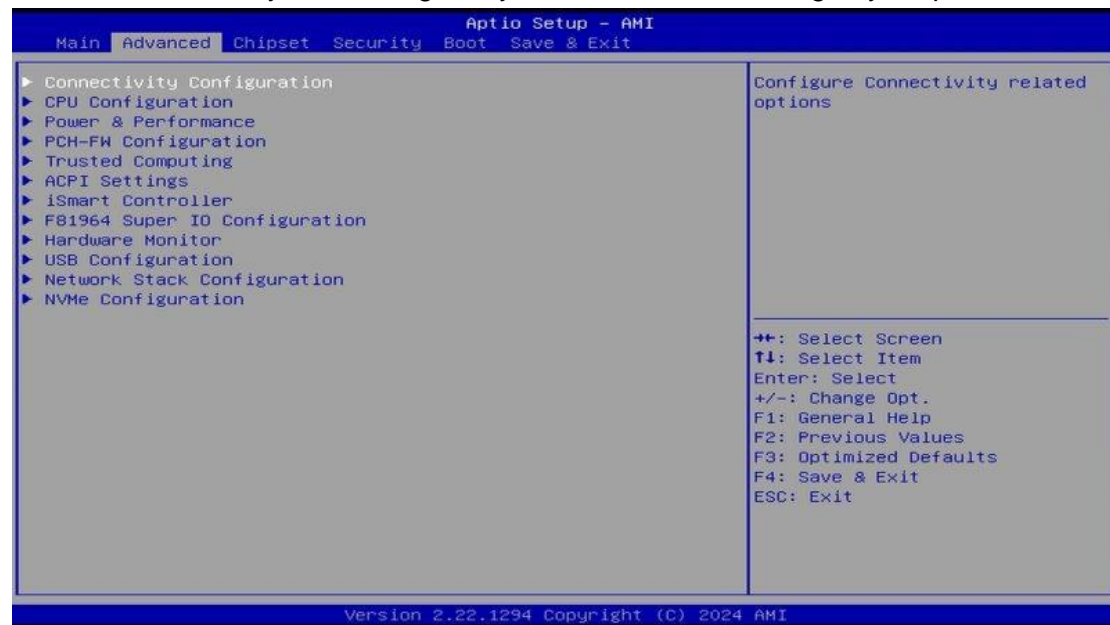 Aptio Setup – AMI
Main Advanced Chipset Security Boot Save & Exit
▶ Connectivity Configuration
▶ CPU Configuration
▶ Power & Performance
▶ PCH-FW Configuration
▶ Trusted Computing
▶ ACPI Settings
▶ iSmart Controller
▶ F81964 Super IO Configuration
▶ Hardware Monitor
▶ USB Configuration
▶ Network Stack Configuration
▶ NVMe Configuration
Configure Connectivity related
options
→←: Select Screen
↑↓: Select Item
Enter: Select
+/-: Change Opt.
F1: General Help
F2: Previous Values
F3: Optimized Defaults
F4: Save & Exit
ESC: Exit
Version 2.22.1294 Copyright (C) 2024 AMI